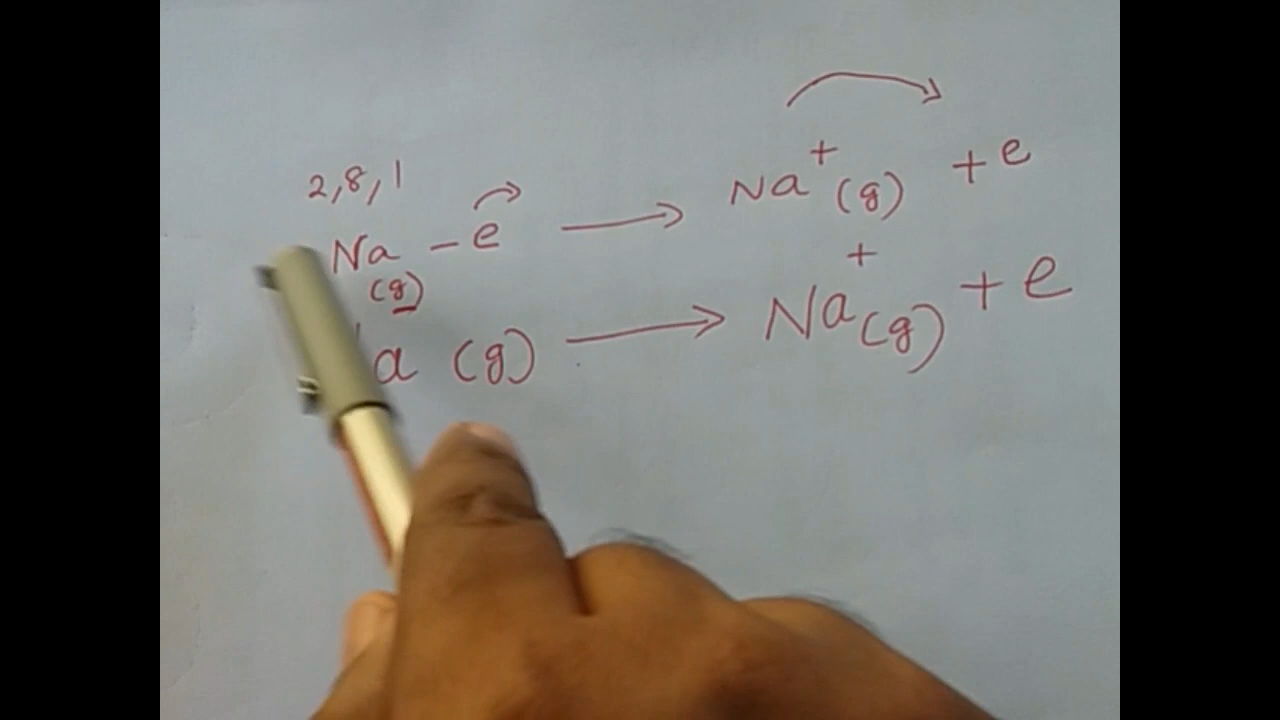 2,8,1
Na(g) – e → Na⁺(g) + e
a (g) → Na⁺(g) + e